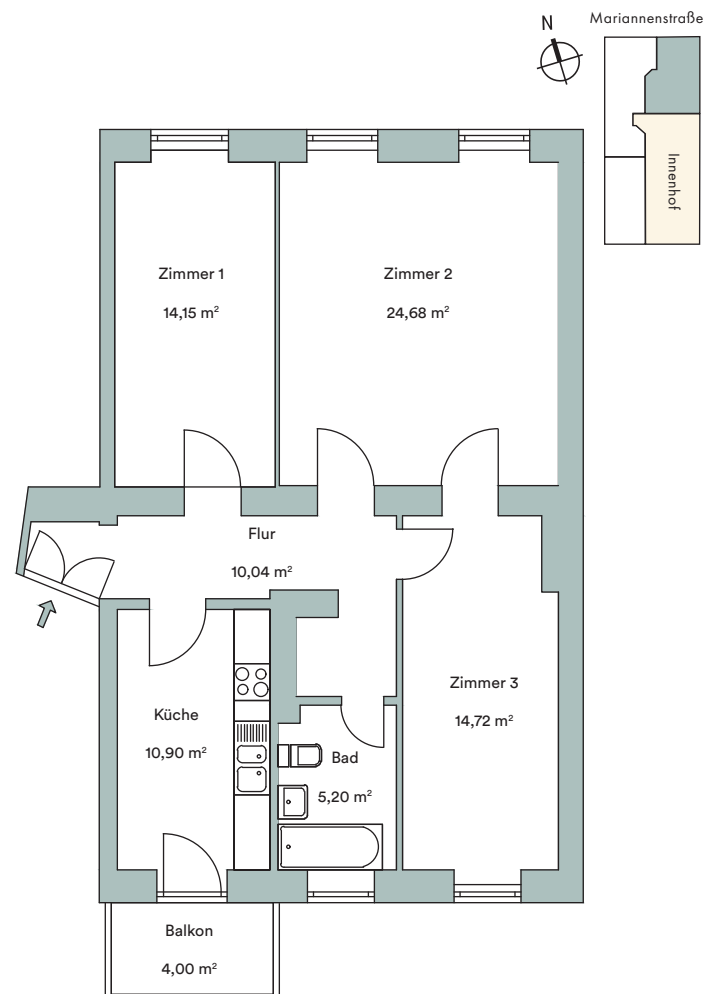 N
Mariannenstraße
Innenhof
Zimmer 1
14,15 m²
Zimmer 2
24,68 m²
Flur
10,04 m²
Zimmer 3
14,72 m²
Küche
10,90 m²
Bad
5,20 m²
Balkon
4,00 m²